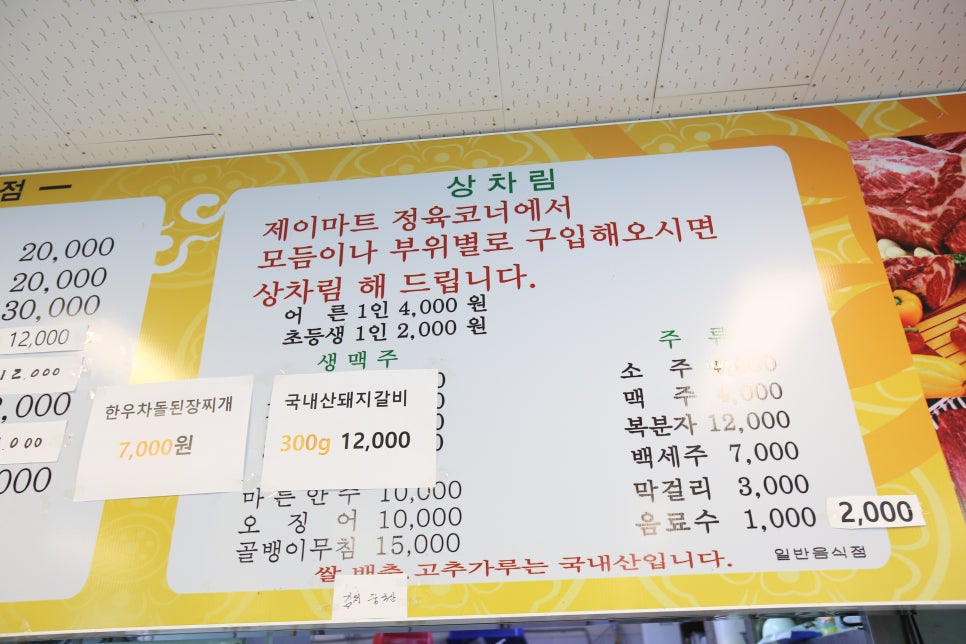 점 ㅡ
20,000
20,000
30,000
12,000
12,000
,000
,000
000
상 차 림
제이마트 정육코너에서
모듬이나 부위별로 구입해오시면
상차림 해 드립니다.
어 른 1인 4,000 원
초등생 1인 2,000 원
생 맥 주
한우차돌된장찌개
7,000원
국내산돼지갈비
300g 12,000
마 른 안 주 10,000
오 징 어 10,000
골뱅이무침 15,000
주 류
소 주
맥 주 4,000
복분자 12,000
백세주 7,000
막걸리 3,000
음료수 1,000 2,000
쌀 배추 고추가루는 국내산입니다.
일반음식점